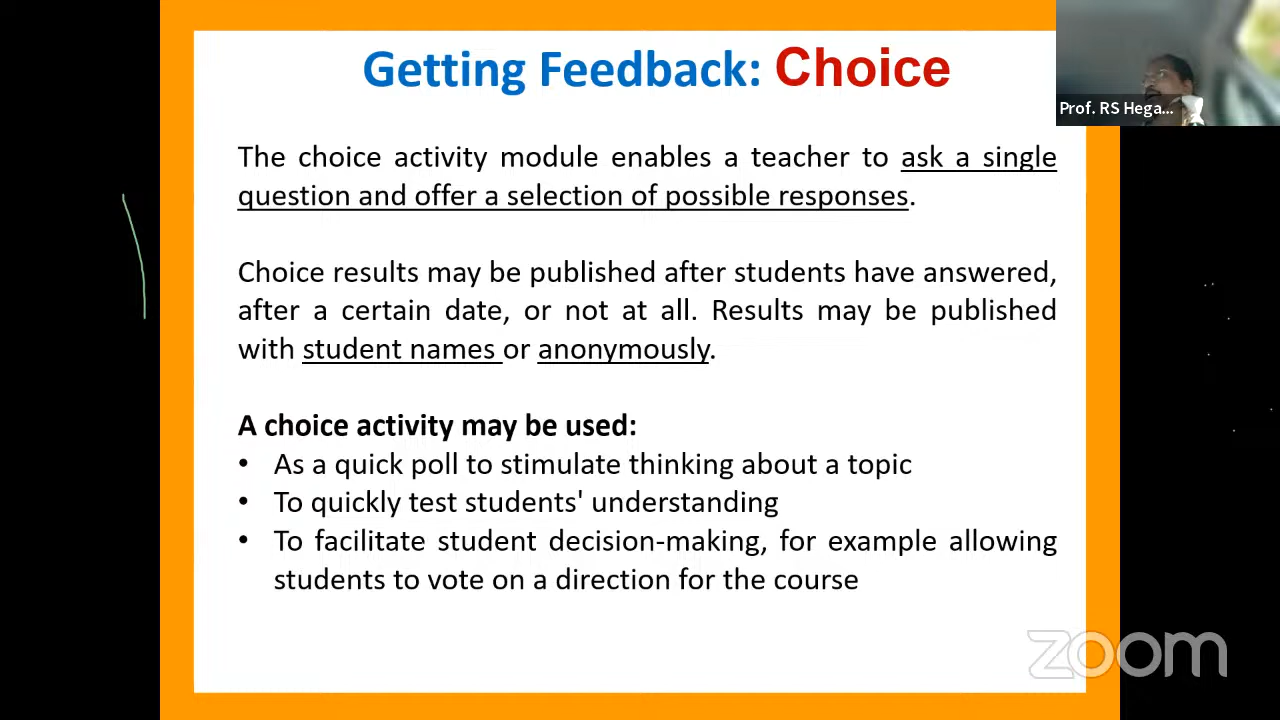 Getting Feedback: Choice
Prof. RS Hega...
The choice activity module enables a teacher to ask a single
question and offer a selection of possible responses.
Choice results may be published after students have answered,
after a certain date, or not at all. Results may be published
with student names or anonymously.
A choice activity may be used:
• As a quick poll to stimulate thinking about a topic
• To quickly test students' understanding
• To facilitate student decision-making, for example allowing
students to vote on a direction for the course
zoom